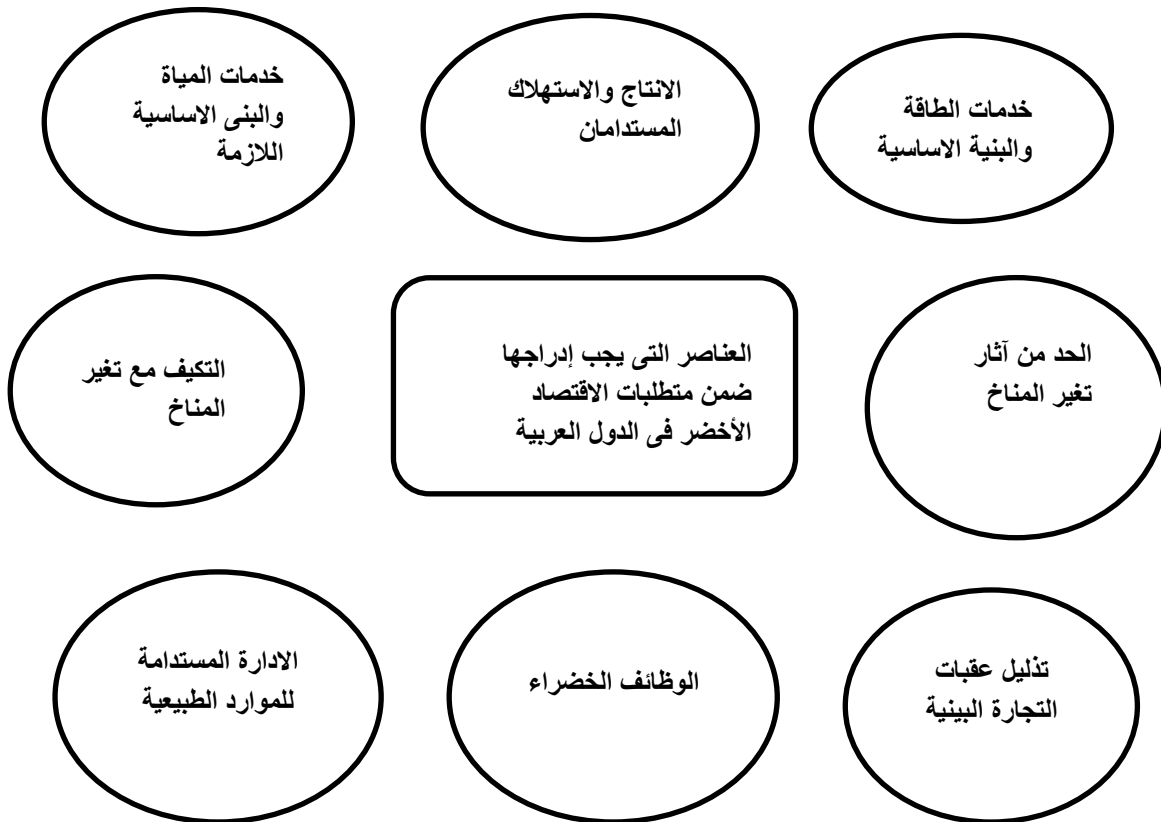 خدمات الطاقة
والبنية الاساسية
الانتاج والاستهلاك
المستدامان
خدمات المياة
والبنى الاساسية
اللازمة
الحد من آثار
تغير المناخ
العناصر التى يجب إدراجها
ضمن متطلبات الاقتصاد
الأخضر فى الدول العربية
التكيف مع تغير
المناخ
تذليل عقبات
التجارة البينية
الوظائف الخضراء
الادارة المستدامة
للموارد الطبيعية